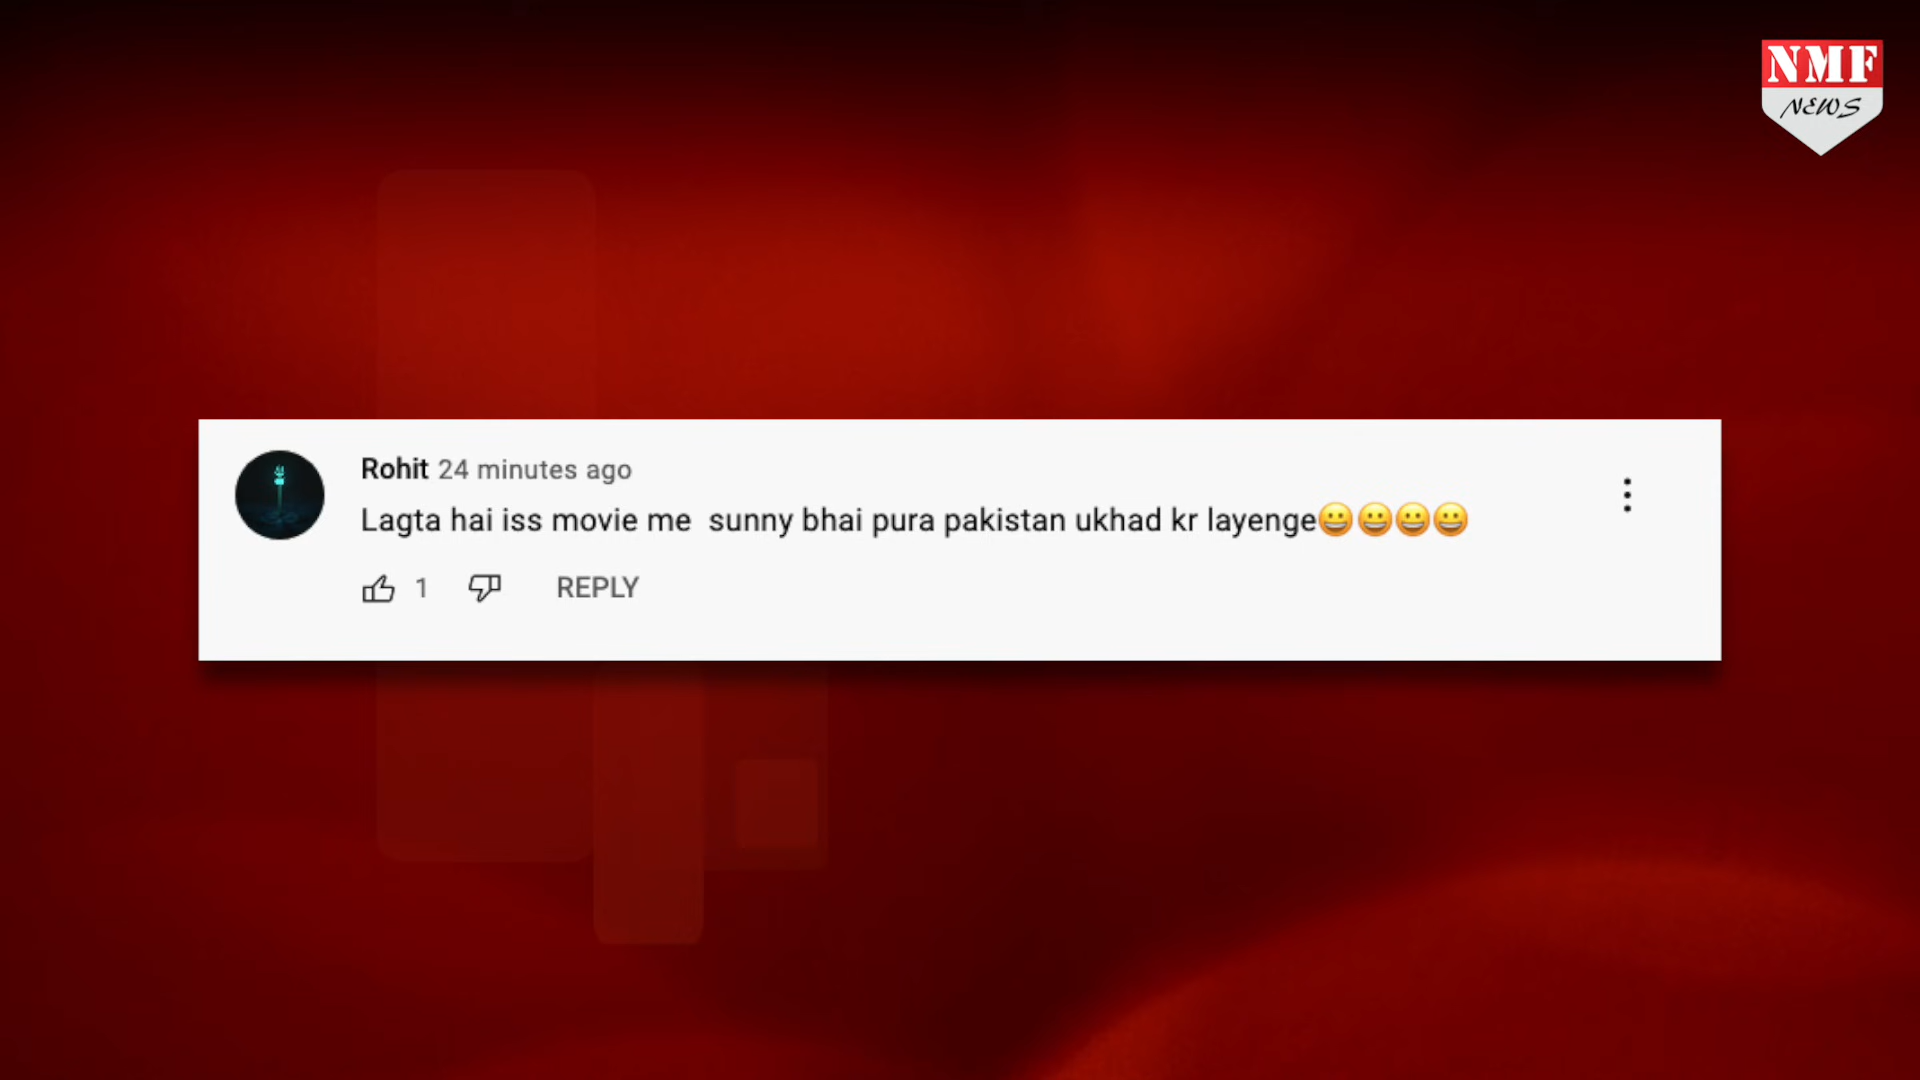 NMF
NEWS
Rohit 24 minutes ago
Lagta hai iss movie me  sunny bhai pura pakistan ukhad kr layenge😀😀😀😀
1 REPLY